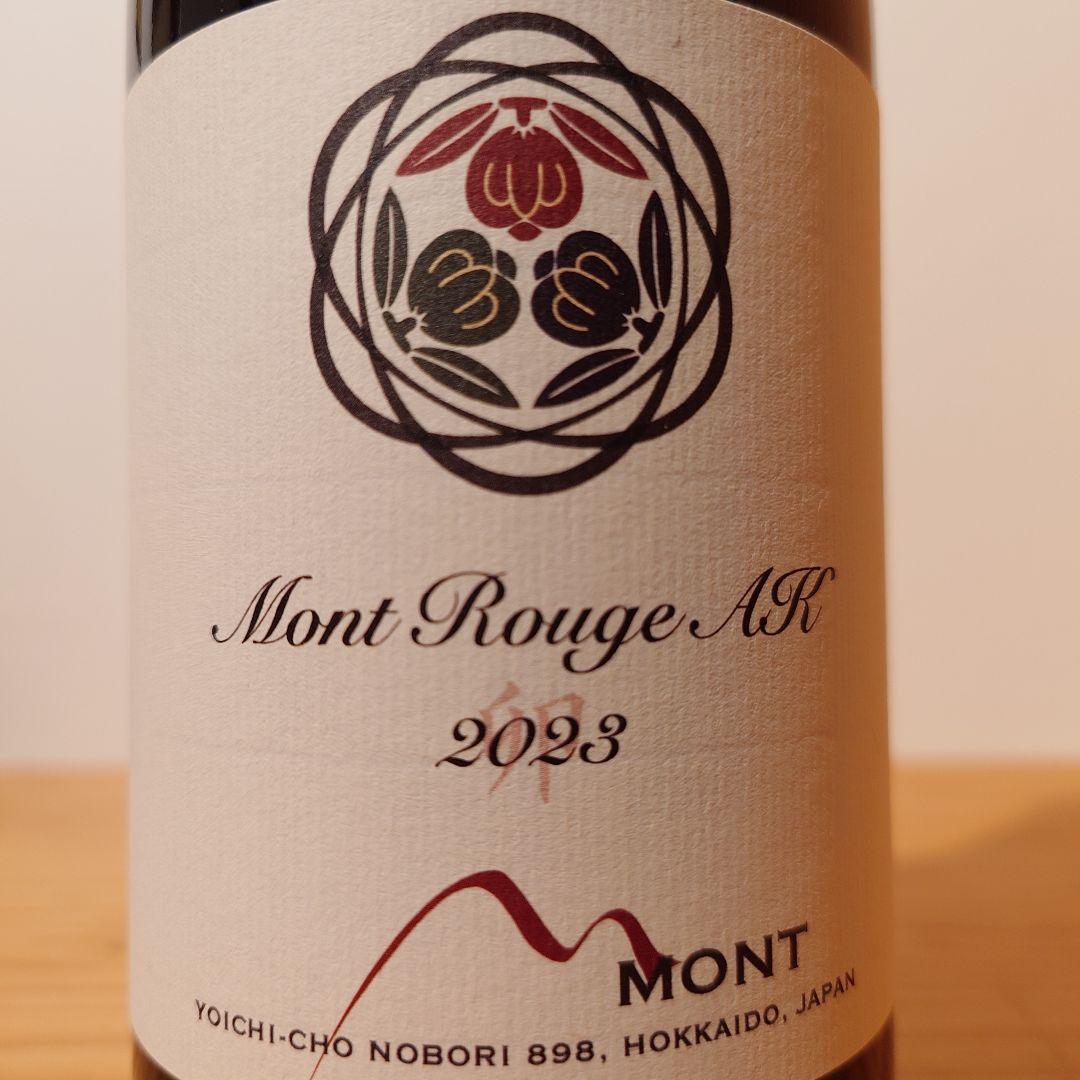 Mont Rouge AK
卯
2023
MONT
YOICHI-CHO NOBORI 898, HOKKAIDO, JAPAN